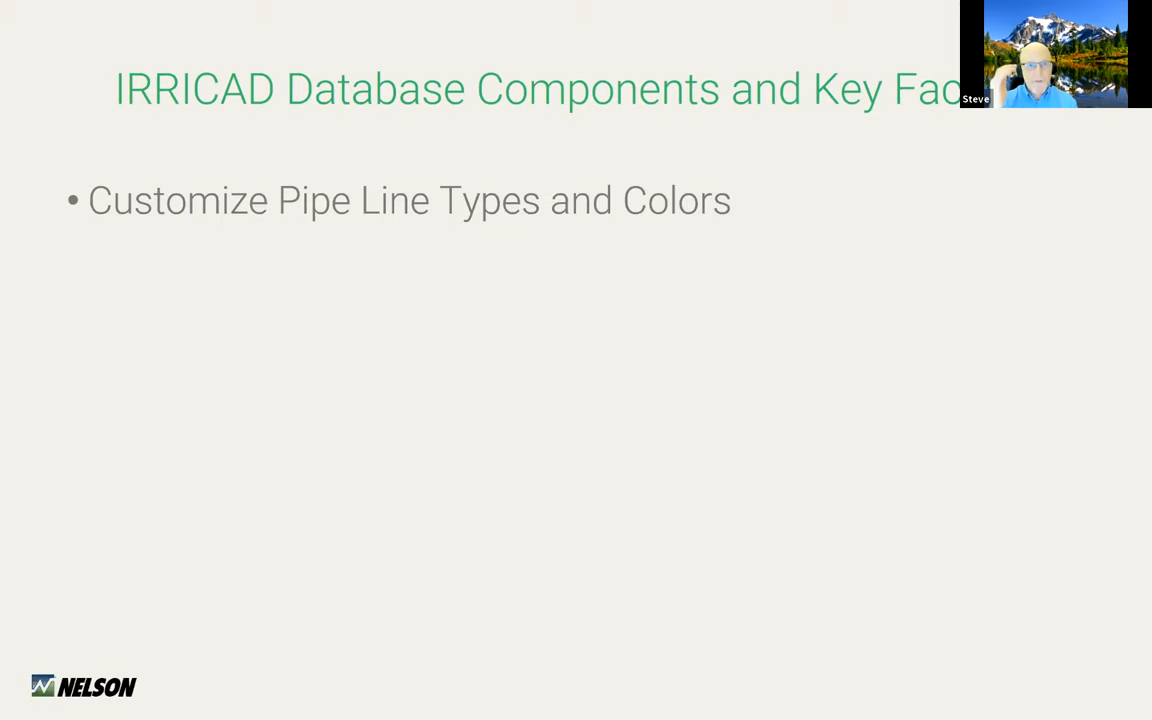 IRRICAD Database Components and Key Fac
Steve
• Customize Pipe Line Types and Colors
NELSON